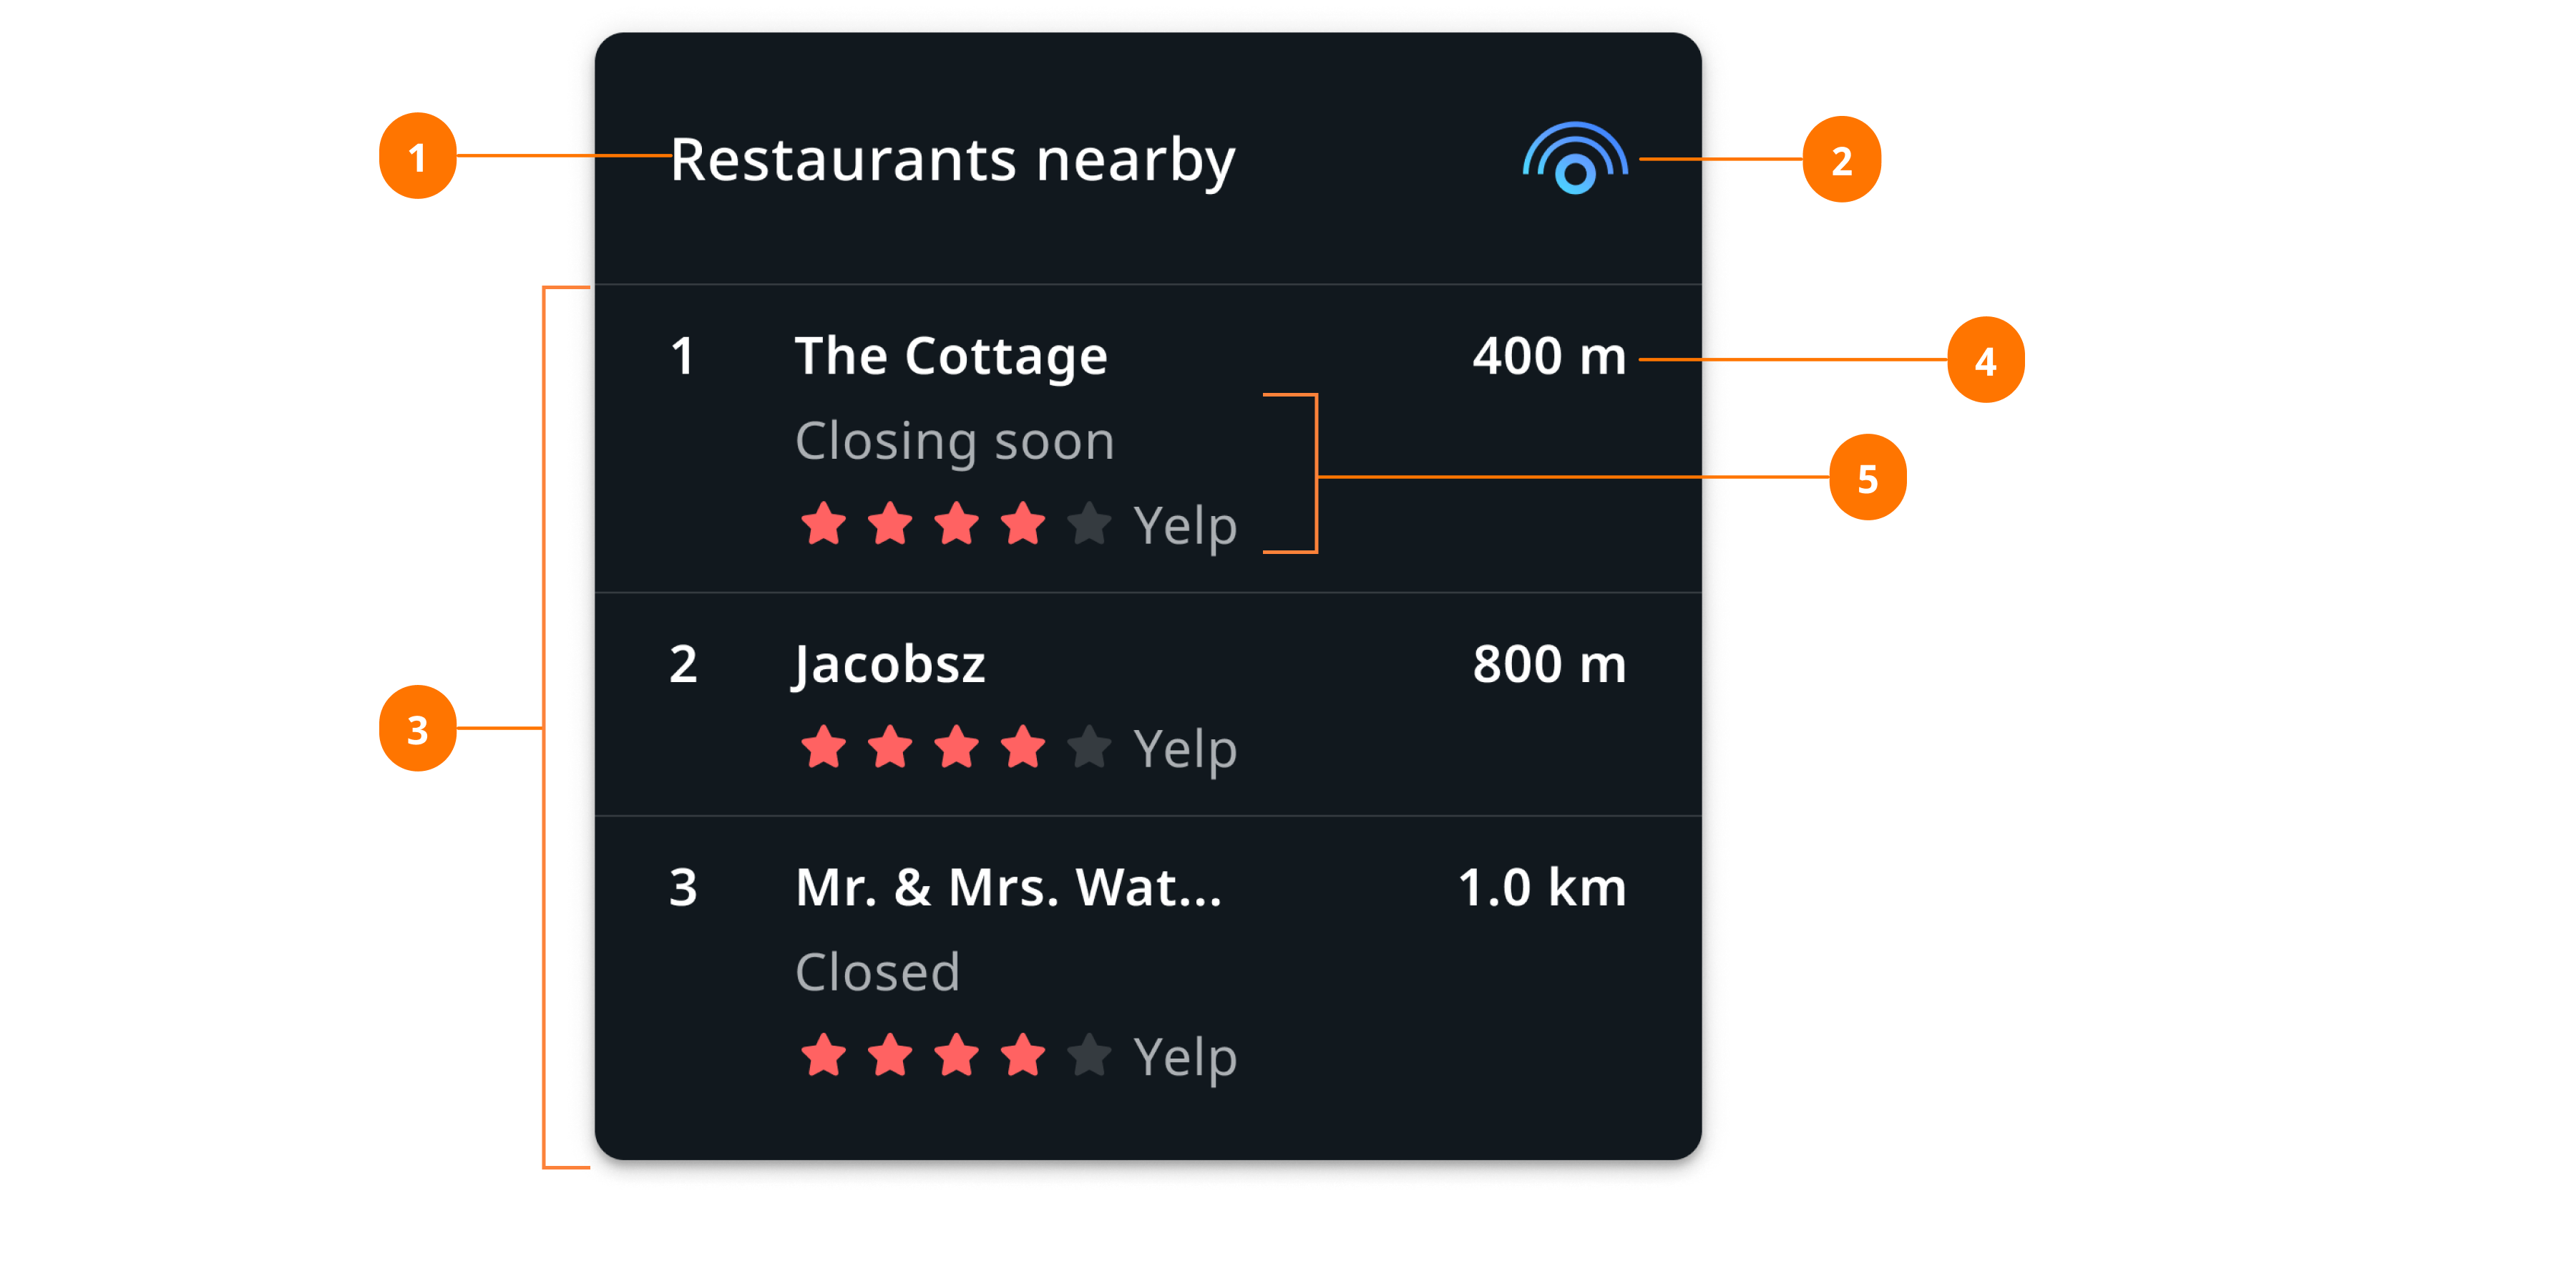 1 Restaurants nearby 2
1 The Cottage 400 m 4
Closing soon
5
Yelp
2 Jacobsz 800 m
3
Yelp
3 Mr. & Mrs. Wat... 1.0 km
Closed
Yelp